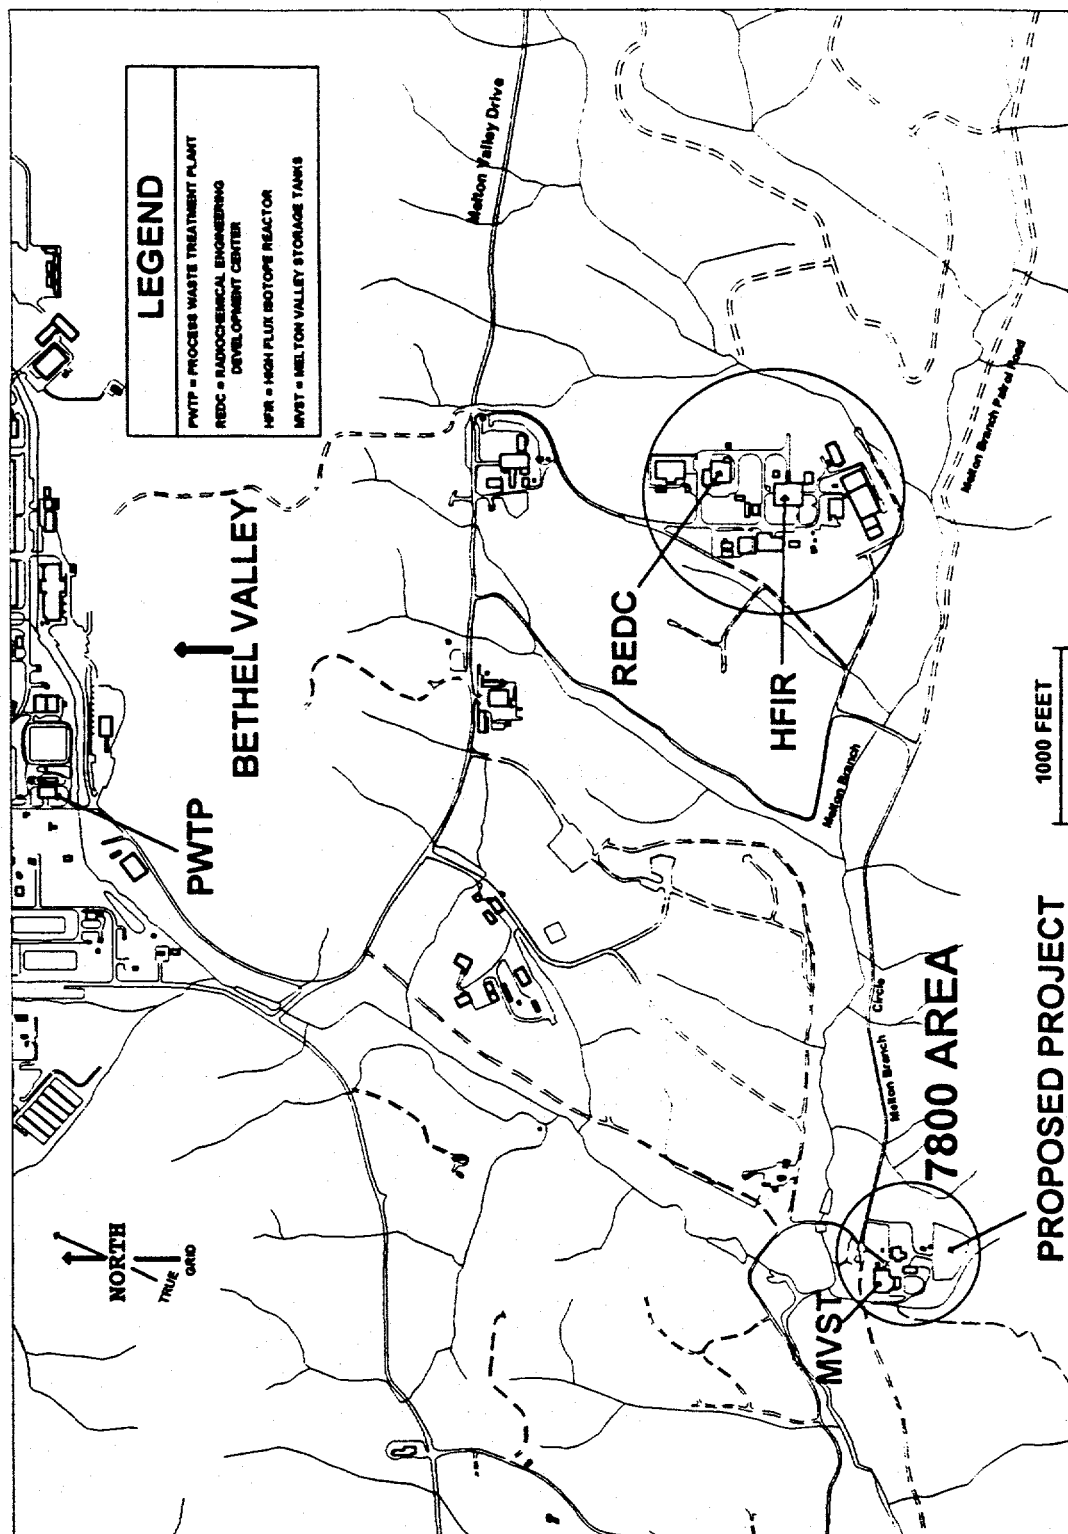 LEGEND
PWTP = PROCESS WASTE TREATMENT PLANT
REDC = RADIOCHEMICAL ENGINEERING
DEVELOPMENT CENTER
HFIR = HIGH FLUX ISOTOPE REACTOR
MVST = MELTON VALLEY STORAGE TANKS
Melton Valley Drive
BETHEL VALLEY
PWTP
NORTH
TRUE
GRID
REDC
HFIR
Melton Branch Patrol Road
Melton Branch
Melton Branch Circle
1000 FEET
7800 AREA
MVST
PROPOSED PROJECT